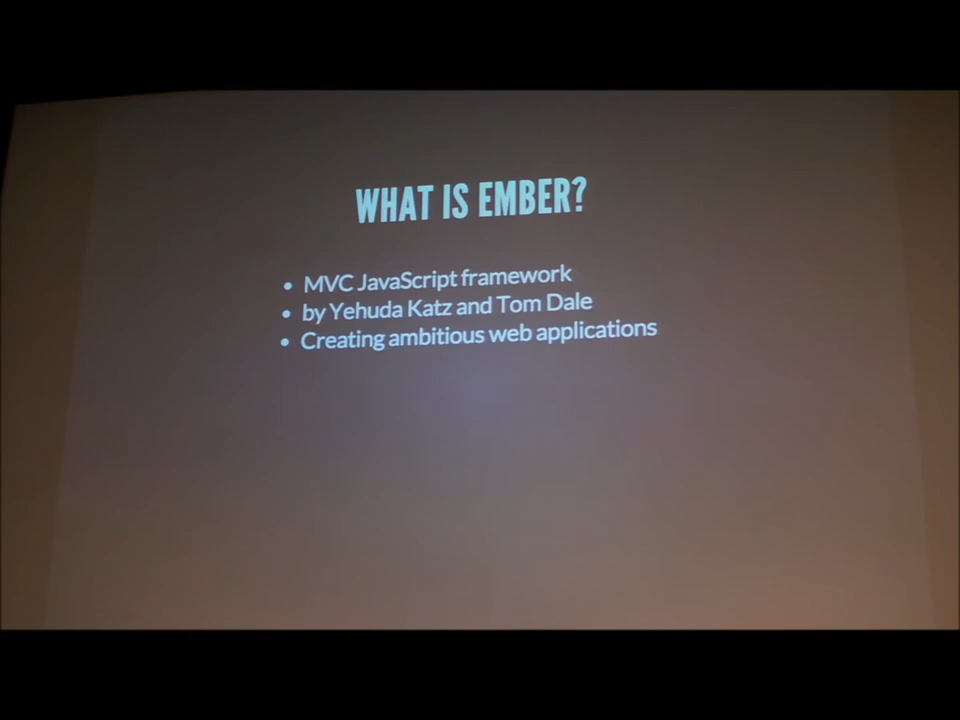 WHAT IS EMBER?
• MVC JavaScript framework
• by Yehuda Katz and Tom Dale
• Creating ambitious web applications